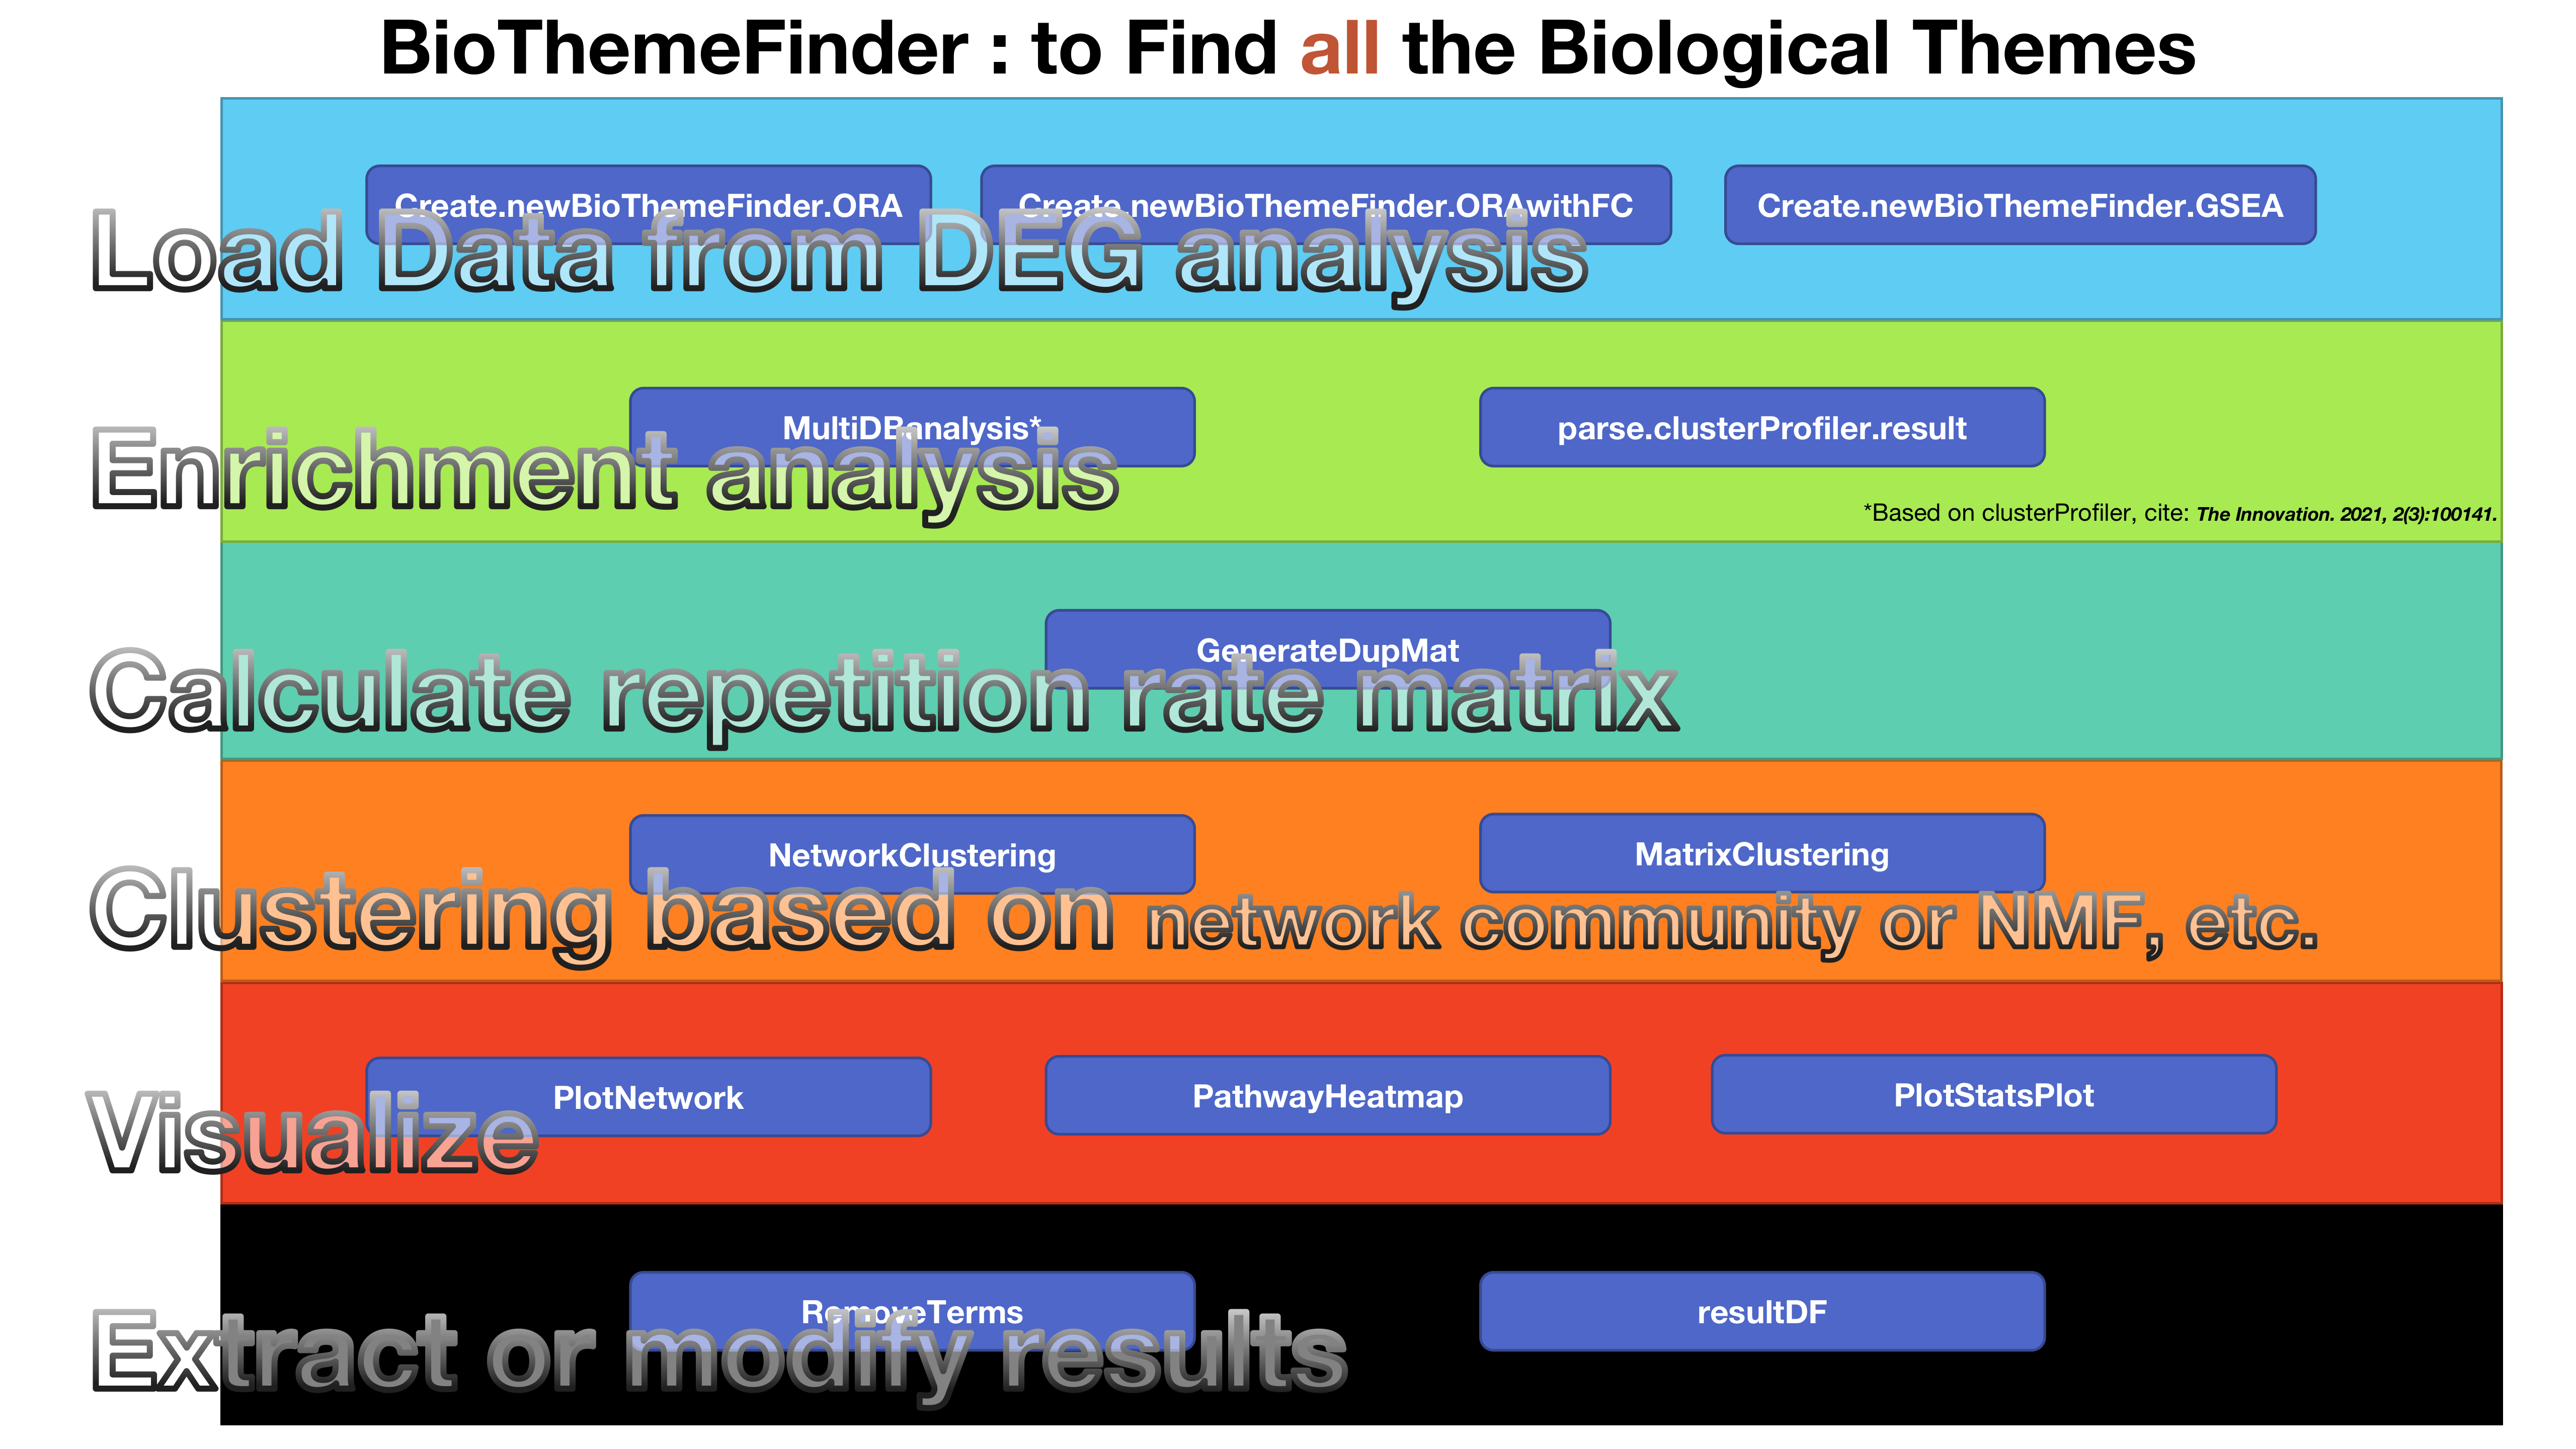 BioThemeFinder : to Find all the Biological Themes
Create.newBioThemeFinder.ORA
Create.newBioThemeFinder.ORAwithFC
Create.newBioThemeFinder.GSEA
Load Data from DEG analysis
MultiDBanalysis*
parse.clusterProfiler.result
Enrichment analysis
*Based on clusterProfiler, cite: The Innovation. 2021, 2(3):100141.
GenerateDupMat
Calculate repetition rate matrix
NetworkClustering
MatrixClustering
Clustering based on network community or NMF, etc.
PlotNetwork
PathwayHeatmap
PlotStatsPlot
Visualize
RemoveTerms
resultDF
Extract or modify results